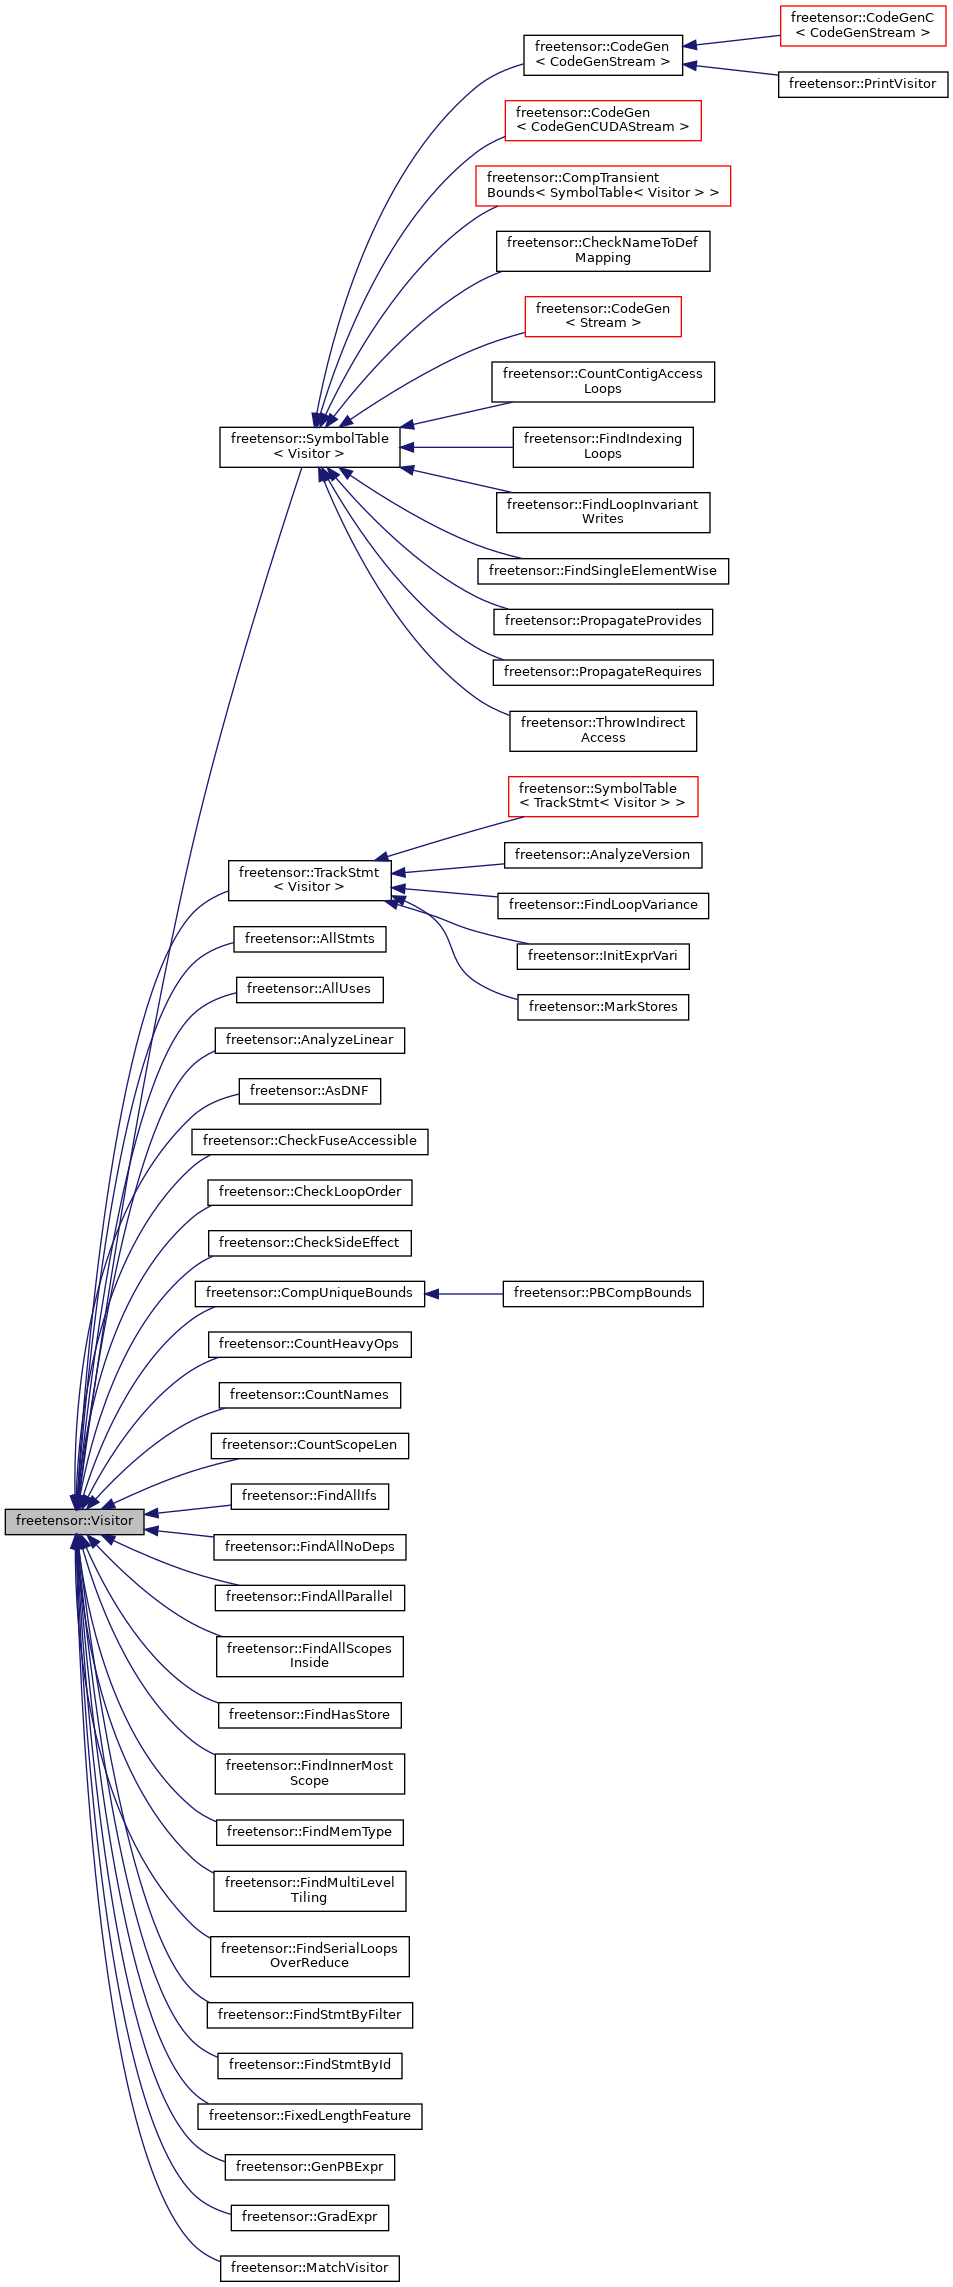 freetensor::CodeGenC
< CodeGenStream >
freetensor::CodeGen
< CodeGenStream >
freetensor::PrintVisitor
freetensor::CodeGen
< CodeGenCUDAStream >
freetensor::CompTransient
Bounds< SymbolTable< Visitor > >
freetensor::CheckNameToDef
Mapping
freetensor::CodeGen
< Stream >
freetensor::CountContigAccess
Loops
freetensor::SymbolTable
< Visitor >
freetensor::FindIndexing
Loops
freetensor::FindLoopInvariant
Writes
freetensor::FindSingleElementWise
freetensor::PropagateProvides
freetensor::PropagateRequires
freetensor::ThrowIndirect
Access
freetensor::SymbolTable
< TrackStmt< Visitor > >
freetensor::AnalyzeVersion
freetensor::TrackStmt
< Visitor >
freetensor::FindLoopVariance
freetensor::AllStmts
freetensor::InitExprVari
freetensor::AllUses
freetensor::MarkStores
freetensor::AnalyzeLinear
freetensor::AsDNF
freetensor::CheckFuseAccessible
freetensor::CheckLoopOrder
freetensor::CheckSideEffect
freetensor::CompUniqueBounds
freetensor::PBCompBounds
freetensor::CountHeavyOps
freetensor::CountNames
freetensor::CountScopeLen
freetensor::FindAllIfs
freetensor::Visitor
freetensor::FindAllNoDeps
freetensor::FindAllParallel
freetensor::FindAllScopes
Inside
freetensor::FindHasStore
freetensor::FindInnerMost
Scope
freetensor::FindMemType
freetensor::FindMultiLevel
Tiling
freetensor::FindSerialLoops
OverReduce
freetensor::FindStmtByFilter
freetensor::FindStmtById
freetensor::FixedLengthFeature
freetensor::GenPBExpr
freetensor::GradExpr
freetensor::MatchVisitor